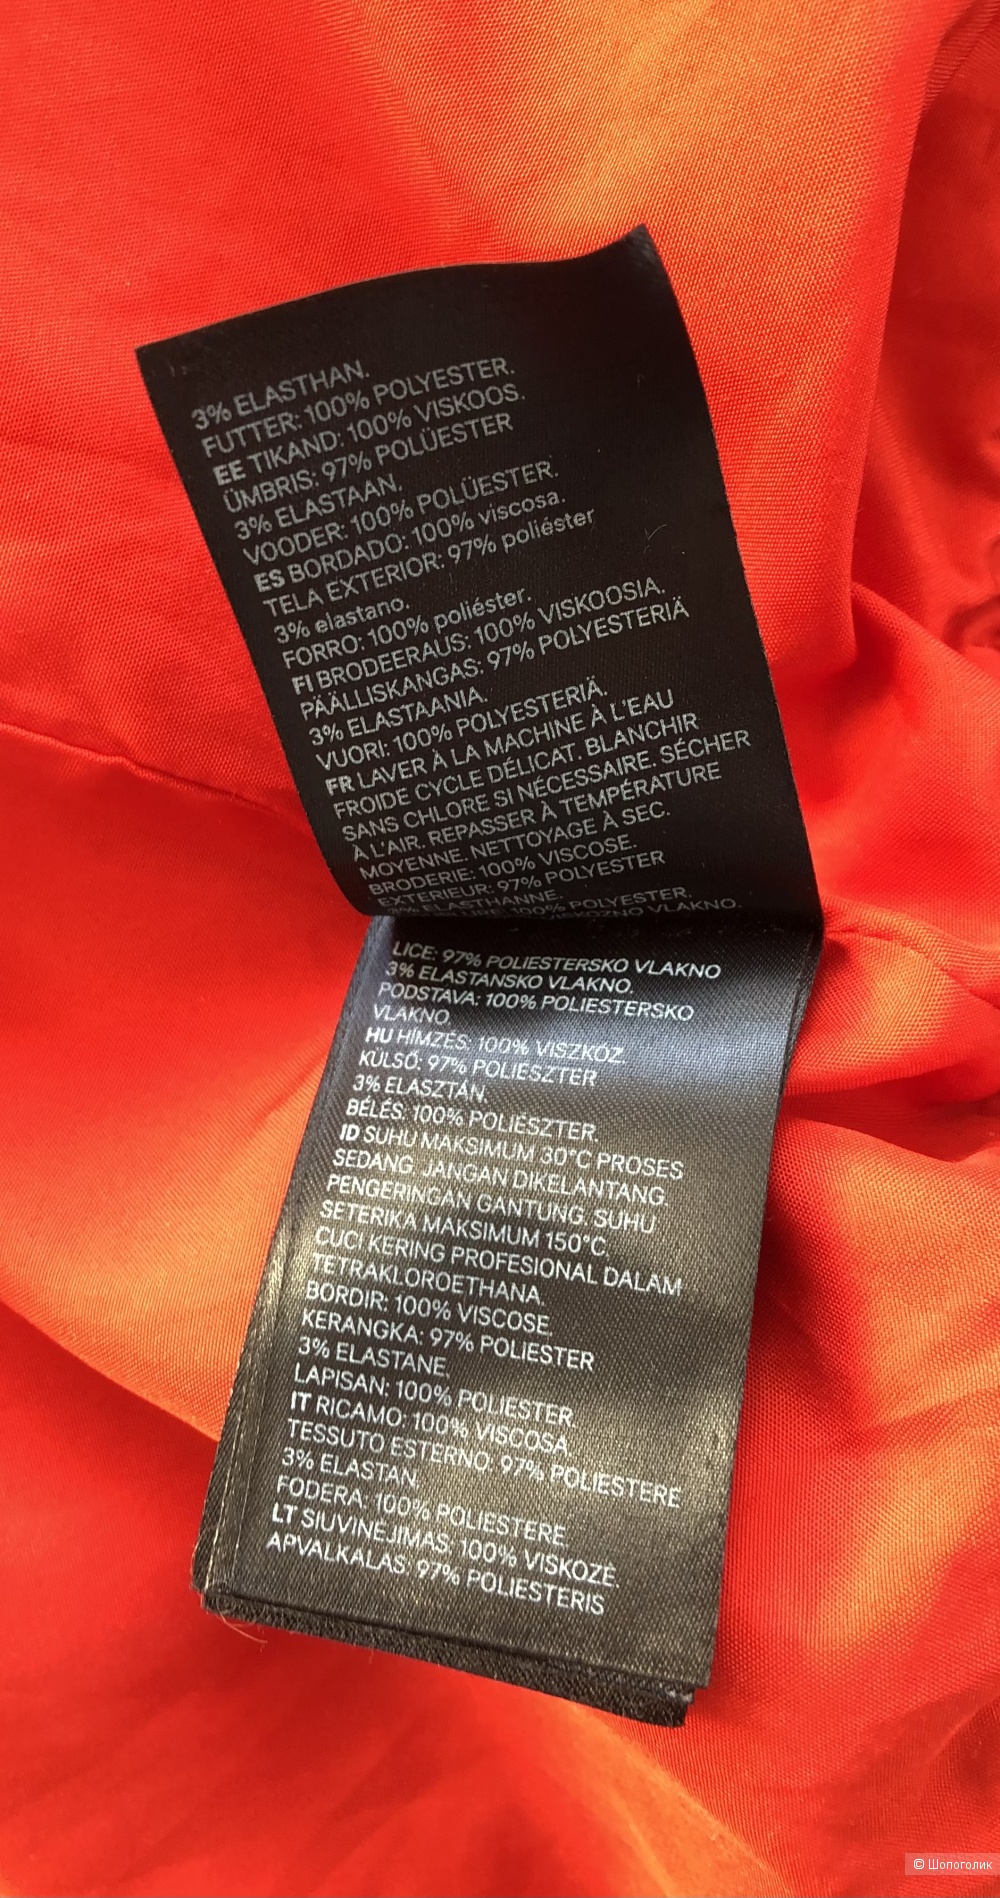 3% ELASTHAN.
FUTTER: 100% POLYESTER.
EE TIKAND: 100% VISKOOS.
ÜMBRIS: 97% POLÜESTER
3% ELASTAAN.
VOODER: 100% POLÜESTER.
ES BORDADO: 100% viscosa.
TELA EXTERIOR: 97% poliéster
3% elastano.
FORRO: 100% poliéster.
FI BRODEERAUS: 100% VISKOOSIA.
PÄÄLLISKANGAS: 97% POLYESTERIÄ
3% ELASTAANIA.
VUORI: 100% POLYESTERIÄ.
FR LAVER À LA MACHINE À L'EAU
FROIDE CYCLE DÉLICAT. BLANCHIR
SANS CHLORE SI NÉCESSAIRE. SÉCHER
À L'AIR. REPASSER À TEMPÉRATURE
MOYENNE. NETTOYAGE À SEC.
BRODERIE: 100% VISCOSE.
EXTERIEUR: 97% POLYESTER
3% ELASTHANNE.
100% POLYESTER.
VLAKNO.
LICE: 97% POLIESTERSKO VLAKNO
3% ELASTANSKO VLAKNO.
PODSTAVA: 100% POLIESTERSKO
VLAKNO.
HU HÍMZÉS: 100% VISZKÓZ
KÜLSŐ: 97% POLIÉSZTER
3% ELASZTÁN.
BÉLÉS: 100% POLIÉSZTER.
ID SUHU MAKSIMUM 30°C PROSES
SEDANG. JANGAN DIKELANTANG.
PENGERINGAN GANTUNG. SUHU
SETERIKA MAKSIMUM 150°C.
CUCI KERING PROFESIONAL DALAM
TETRAKLOROETHANA.
BORDIR: 100% VISCOSE.
KERANGKA: 97% POLIESTER
3% ELASTANE.
LAPISAN: 100% POLIESTER.
IT RICAMO: 100% VISCOSA
TESSUTO ESTERNO: 97% POLIESTERE
3% ELASTAN.
FODERA: 100% POLIESTERE.
LT SIUVINĖJIMAS: 100% VISKOZĖ.
APVALKALAS: 97% POLIESTERIS
© Шопоголик